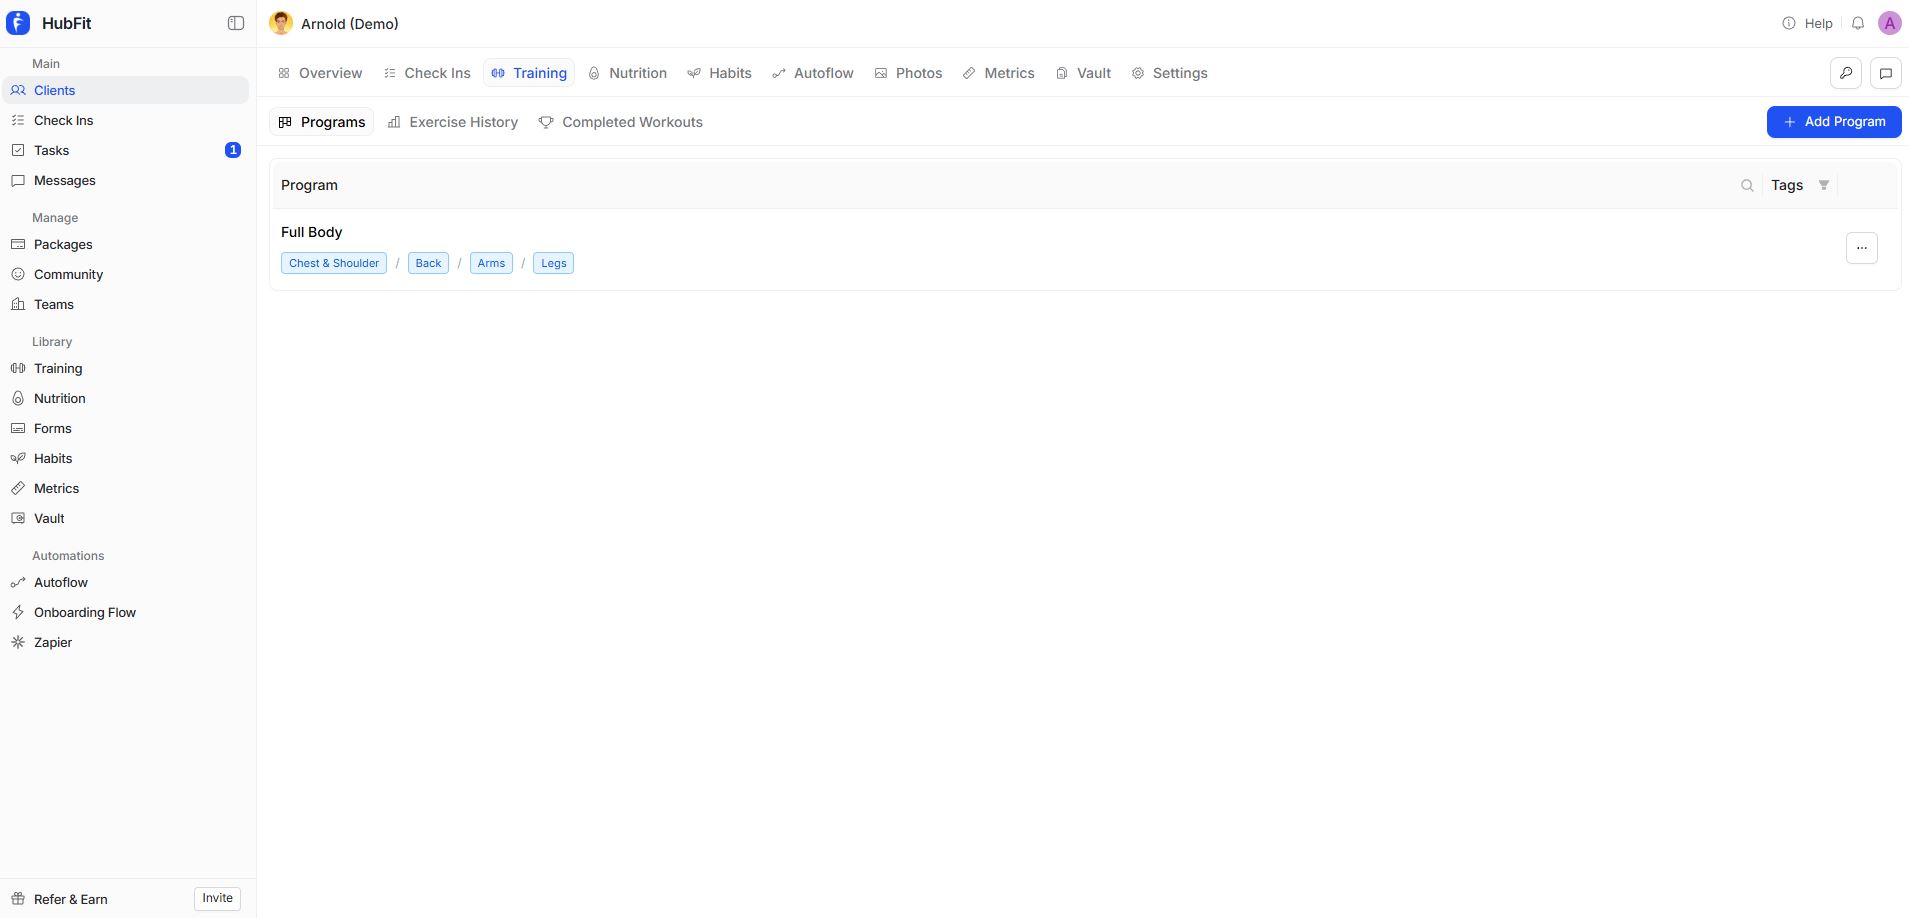 HubFit
Main
Clients
Check Ins
Tasks 1
Messages
Manage
Packages
Community
Teams
Library
Training
Nutrition
Forms
Habits
Metrics
Vault
Automations
Autoflow
Onboarding Flow
Zapier
Refer & Earn Invite
Arnold (Demo) Help A
Overview Check Ins Training Nutrition Habits Autoflow Photos Metrics Vault Settings
Programs Exercise History Completed Workouts + Add Program
Program Tags
Full Body
Chest & Shoulder / Back / Arms / Legs
...